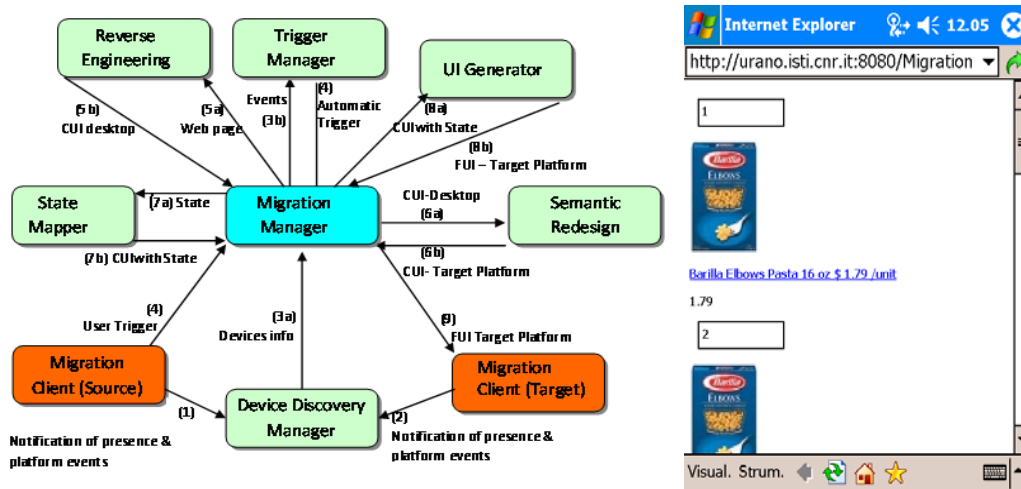 Reverse
Engineering
Trigger
Manager
UI Generator
(5b)
CUI desktop
(5a)
Web page
Events
(3b)
(4)
Automatic
Trigger
(8a)
CUIwith State
(8b)
FUI – Target Platform
State
Mapper
(7a) State
(7b) CUIwith State
Migration
Manager
CUI-Desktop
(6a)
(6b)
CUI- Target Platform
Semantic
Redesign
(4)
User Trigger
(3a)
Devices info
(9)
FUI Target Platform
Migration
Client (Source)
Migration
Client (Target)
Device Discovery
Manager
(1)
(2)
Notification of presence &
platform events
Notification of presence &
platform events
Internet Explorer 12.05
http://urano.isti.cnr.it:8080/Migration
1
Barilla
ELBOWS
Barilla Elbows Pasta 16 oz $ 1.79 /unit
1.79
2
Barilla
ELBOWS
Visual. Strum.